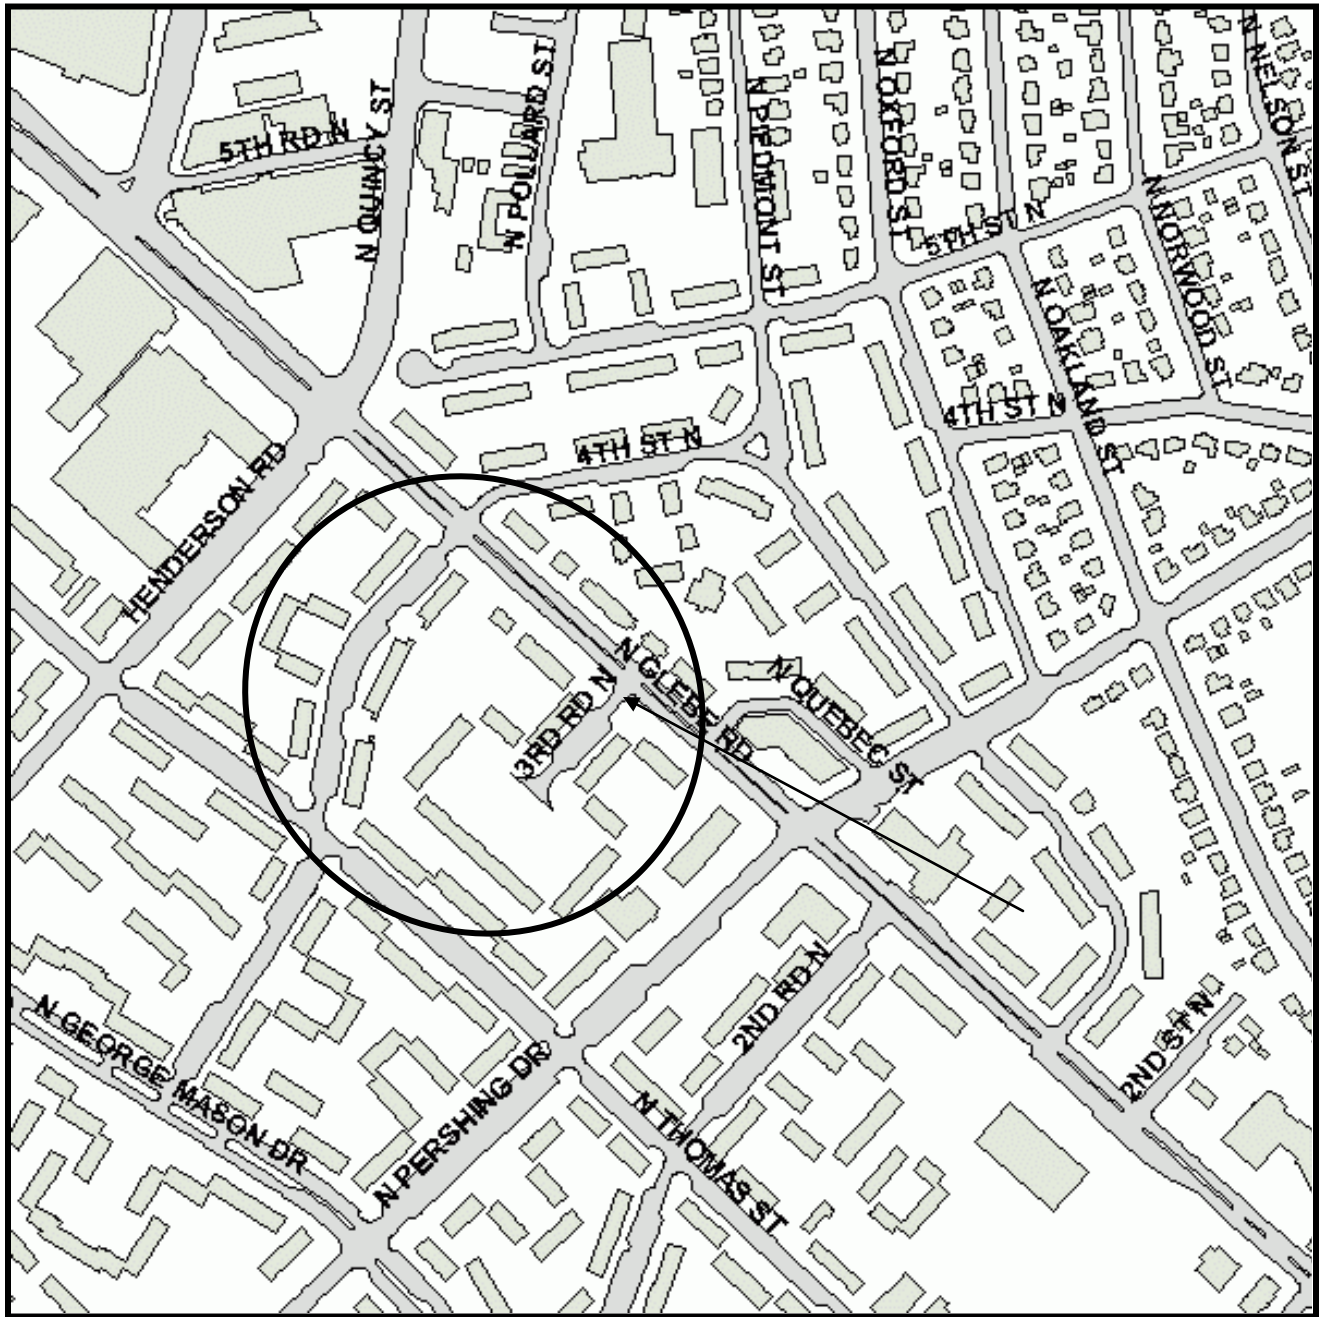 N NELSON ST
N PIEDMONT ST
N OXFORD ST
N POLLARD ST
N QUINCY ST
5TH RD N
5TH ST N
N NORWOOD ST
N OAKLAND ST
4TH ST N
4TH ST N
HENDERSON RD
N GLEBE RD
N QUEBEC ST
3RD RD N
2ND RD N
2ND ST N
N GEORGE MASON DR
N PERSHING DR
N THOMAS ST